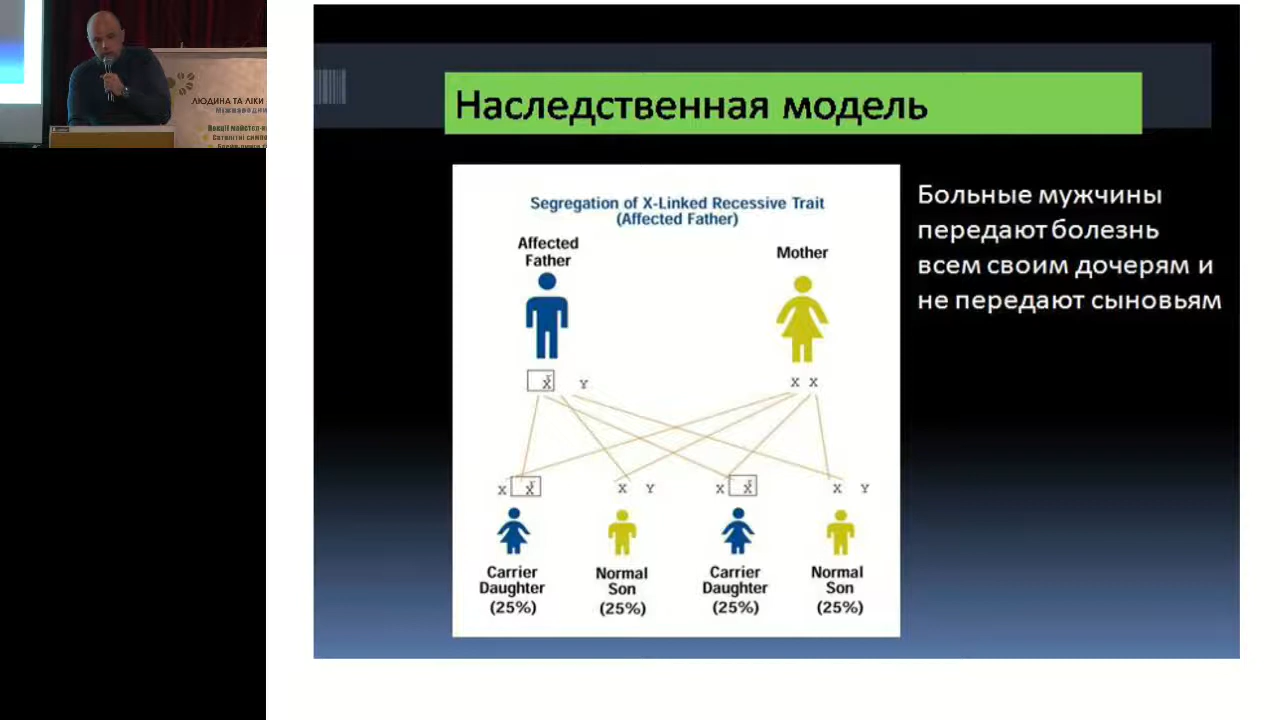 ЛЮДИНА ТА ЛІКИ
Наследственная модель
Segregation of X-Linked Recessive Trait
(Affected Father)
Affected
Father
Mother
X Y
X X
X X
X Y
X X
X Y
Carrier
Daughter
(25%)
Normal
Son
(25%)
Carrier
Daughter
(25%)
Normal
Son
(25%)
Больные мужчины
передают болезнь
всем своим дочерям и
не передают сыновьям